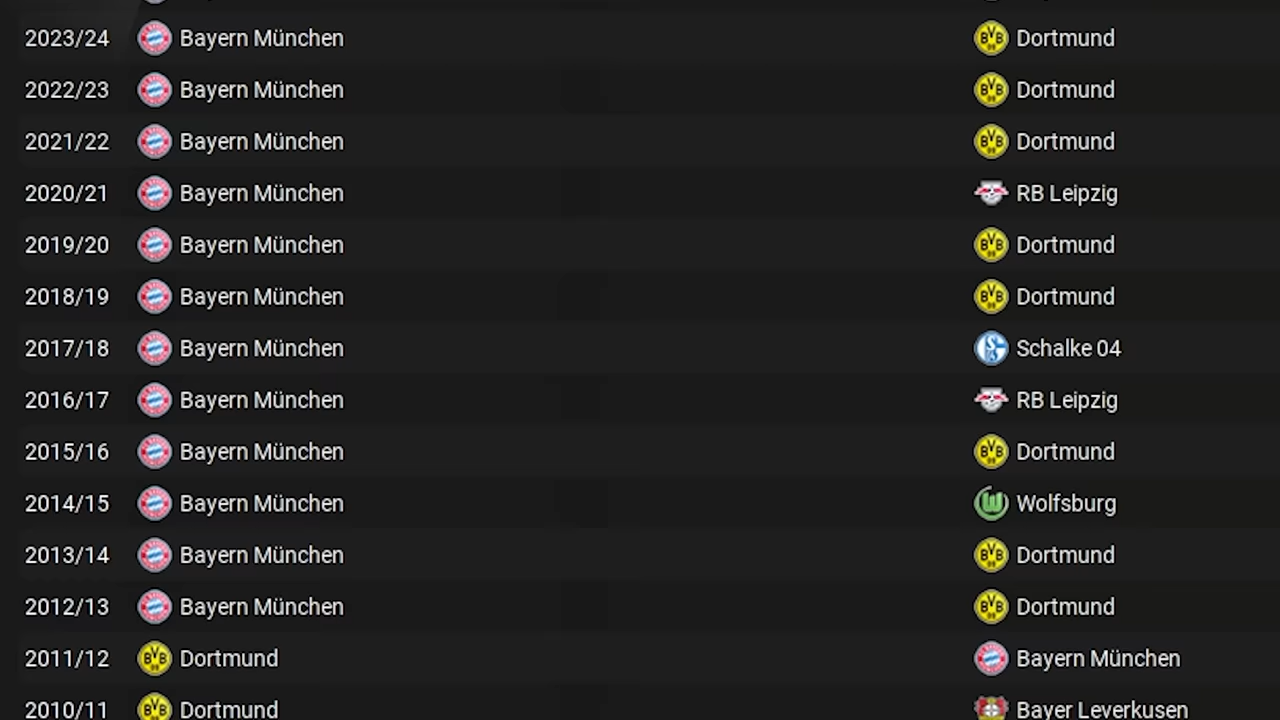 2023/24 Bayern München Dortmund
2022/23 Bayern München Dortmund
2021/22 Bayern München Dortmund
2020/21 Bayern München RB Leipzig
2019/20 Bayern München Dortmund
2018/19 Bayern München Dortmund
2017/18 Bayern München Schalke 04
2016/17 Bayern München RB Leipzig
2015/16 Bayern München Dortmund
2014/15 Bayern München Wolfsburg
2013/14 Bayern München Dortmund
2012/13 Bayern München Dortmund
2011/12 Dortmund Bayern München
2010/11 Dortmund Bayer Leverkusen